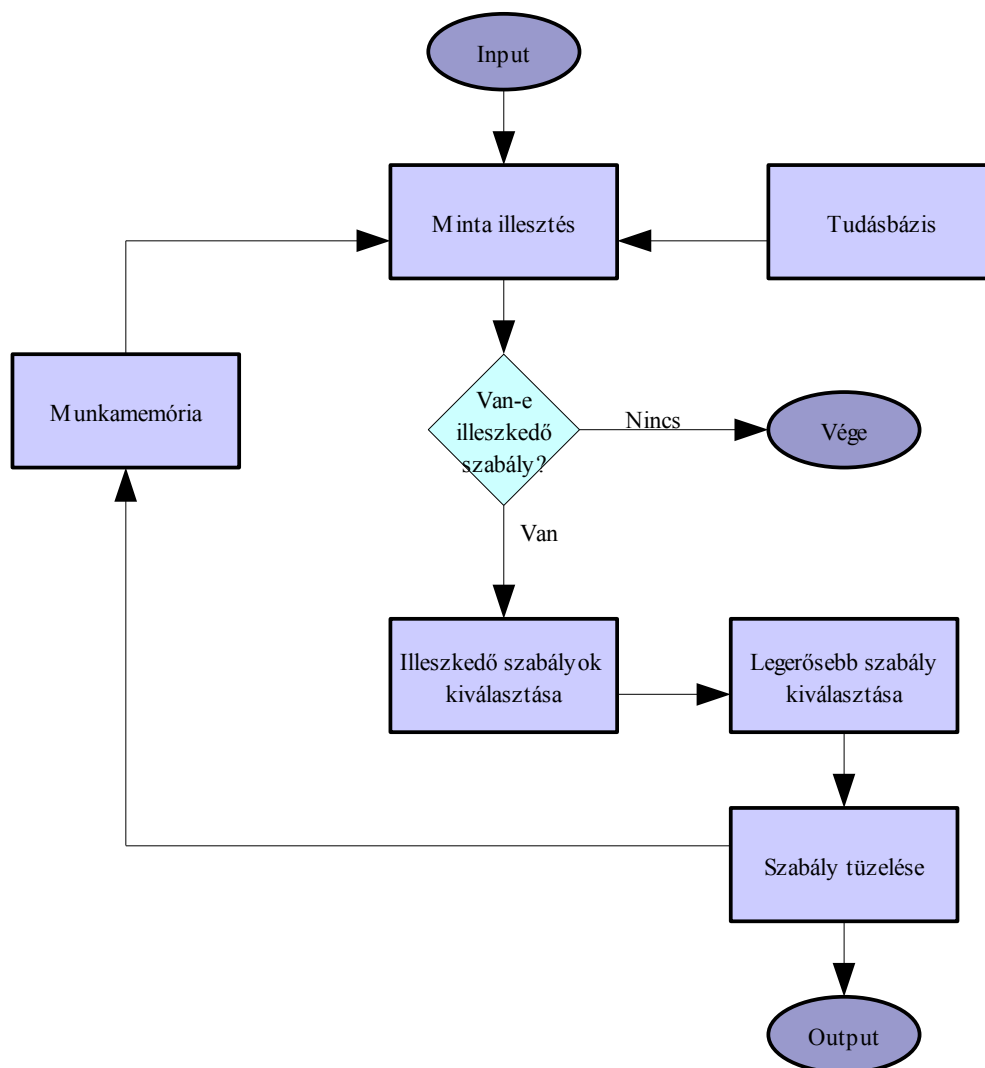 Input
Minta illesztés
Tudásbázis
Munkamemória
Van-e
illeszkedő
szabály?
Nincs
Vége
Van
Illeszkedő szabályok
kiválasztása
Legerősebb szabály
kiválasztása
Szabály tüzelése
Output